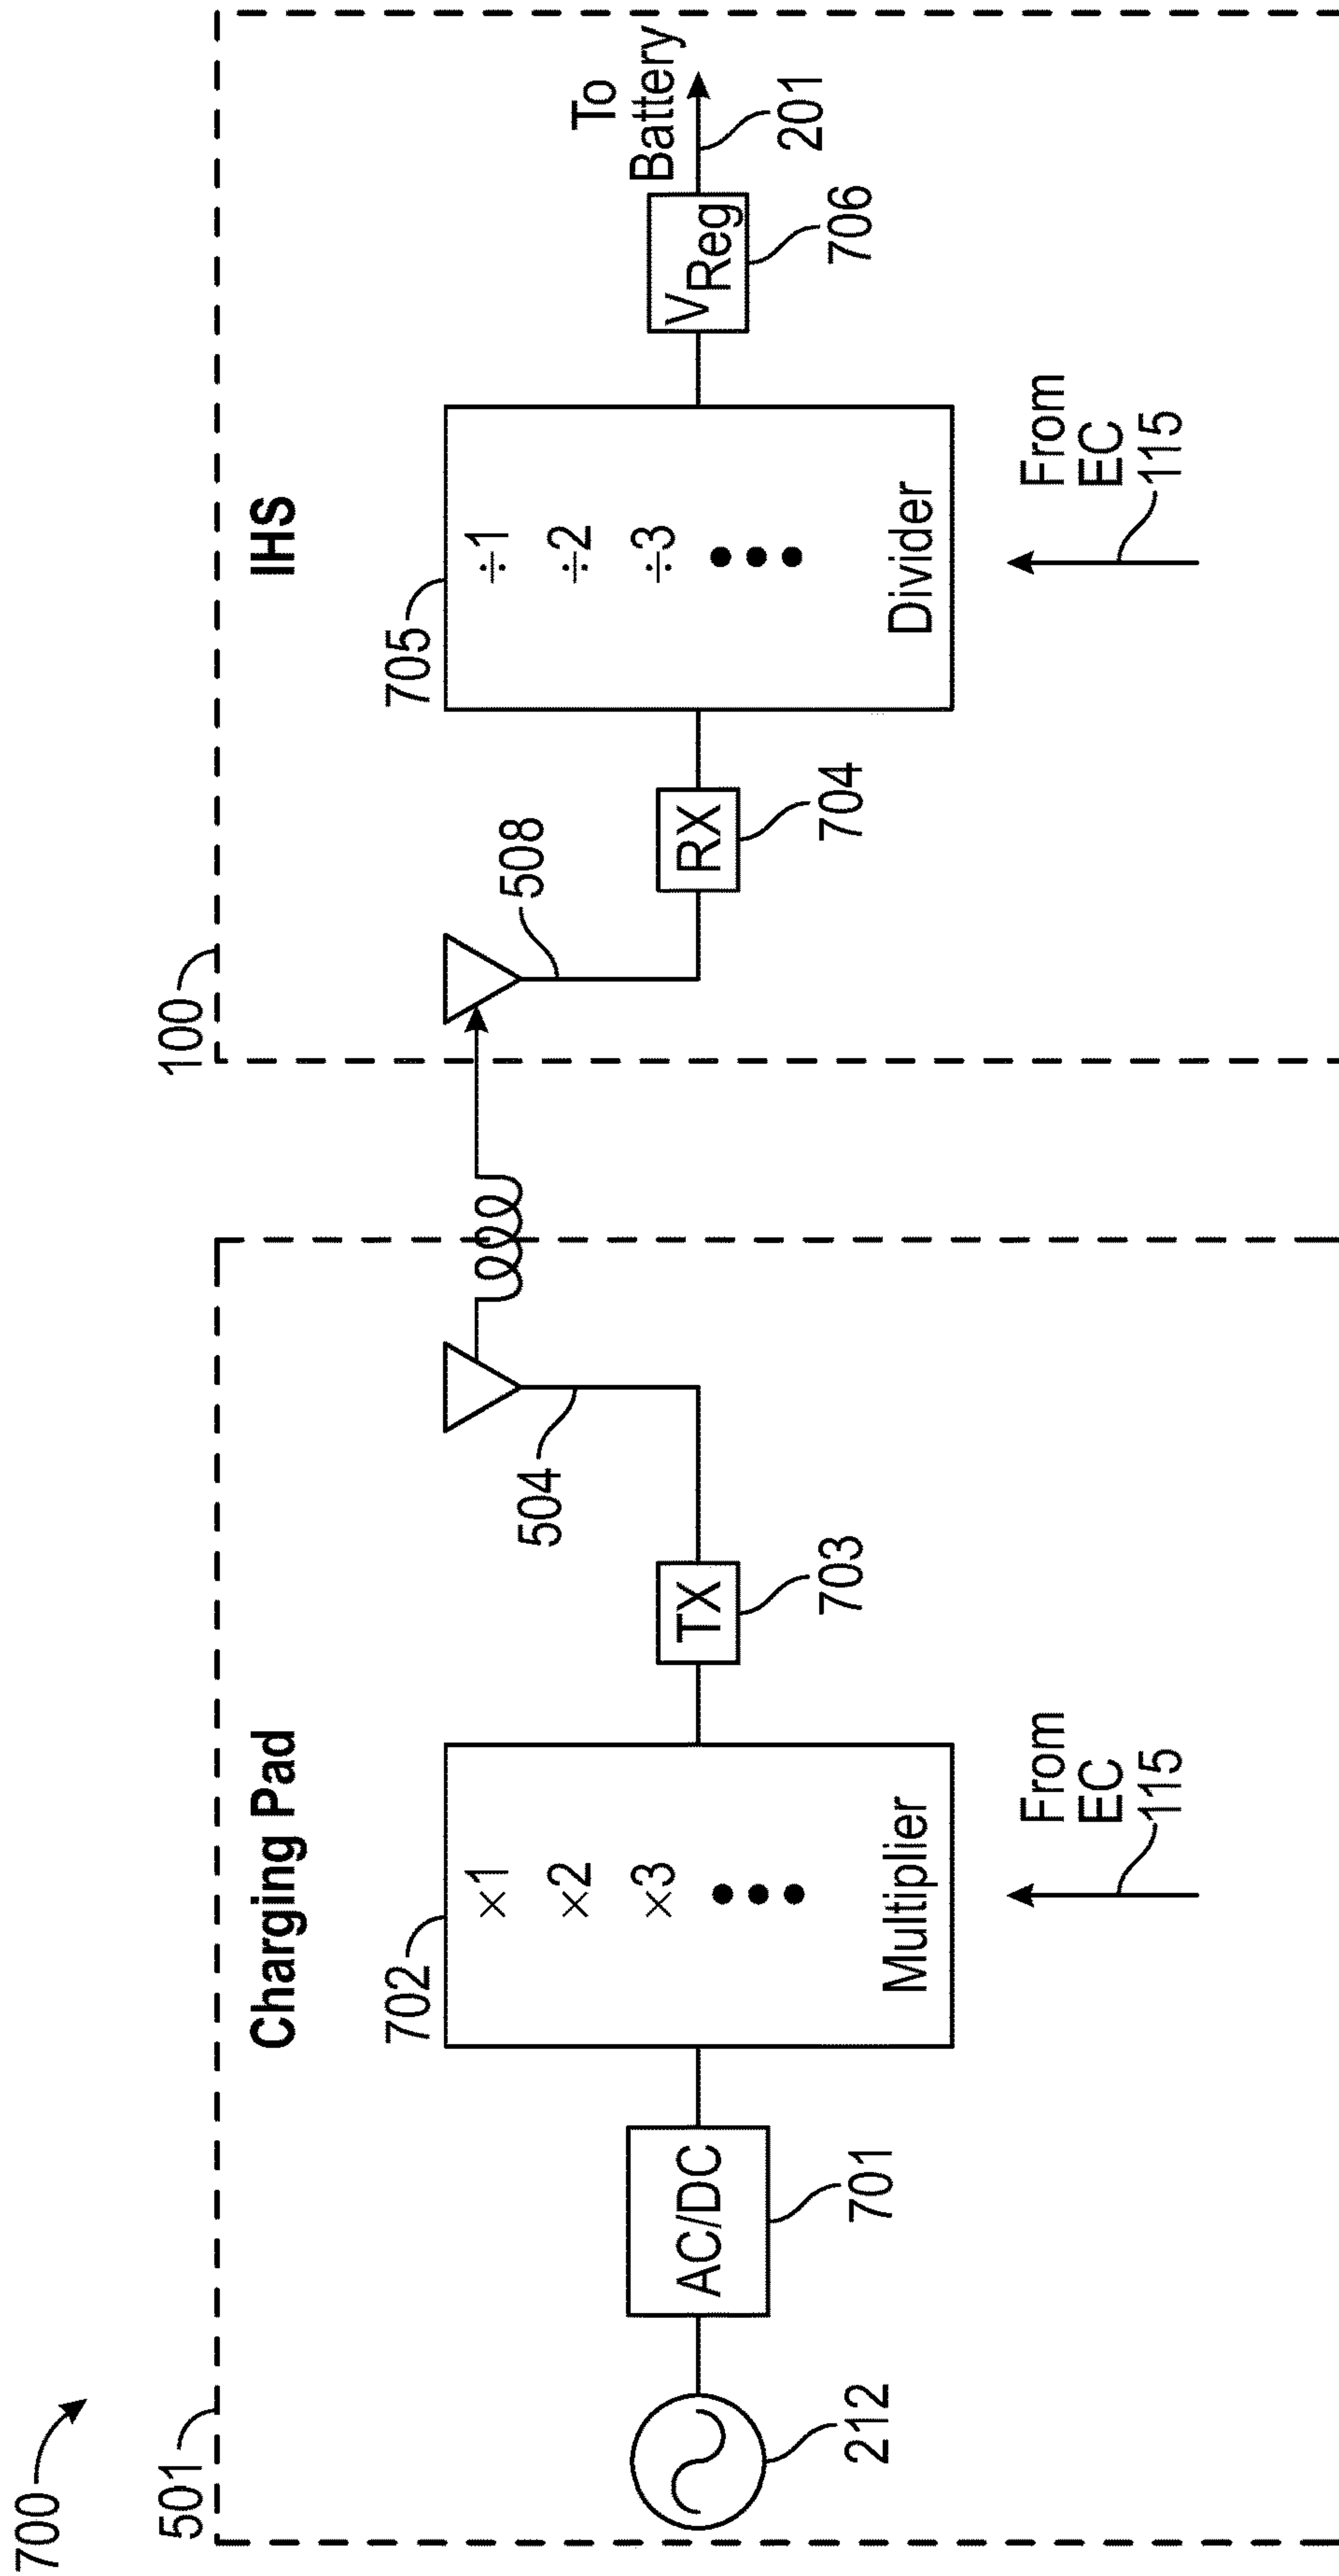 700
501
Charging Pad
212
AC/DC
701
702
×1
×2
×3
Multiplier
From
EC
115
TX
703
504
100
IHS
508
RX
704
705
÷1
÷2
÷3
Divider
From
EC
115
VReg
706
To
Battery
201